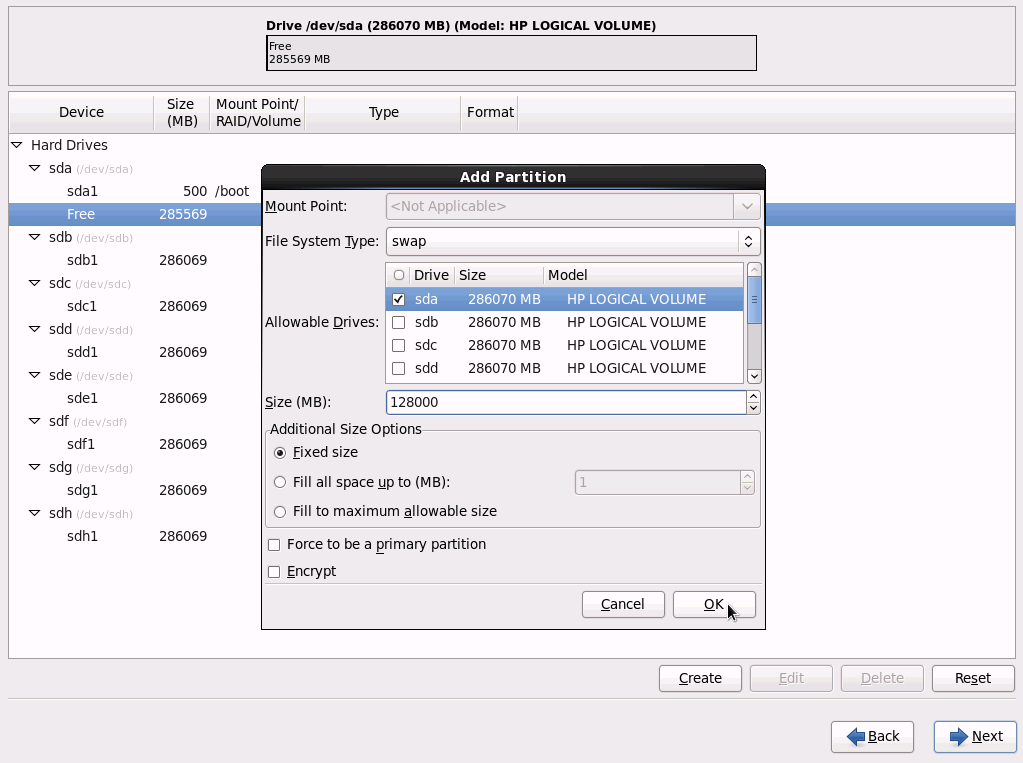 Drive /dev/sda (286070 MB) (Model: HP LOGICAL VOLUME)
Free
285569 MB
Device Size (MB) Mount Point/ RAID/Volume Type Format
Hard Drives
sda (/dev/sda)
sda1 500 /boot
Free 285569
sdb (/dev/sdb)
sdb1 286069
sdc (/dev/sdc)
sdc1 286069
sdd (/dev/sdd)
sdd1 286069
sde (/dev/sde)
sde1 286069
sdf (/dev/sdf)
sdf1 286069
sdg (/dev/sdg)
sdg1 286069
sdh (/dev/sdh)
sdh1 286069
Add Partition
Mount Point: <Not Applicable>
File System Type: swap
Allowable Drives:
Drive Size Model
sda 286070 MB HP LOGICAL VOLUME
sdb 286070 MB HP LOGICAL VOLUME
sdc 286070 MB HP LOGICAL VOLUME
sdd 286070 MB HP LOGICAL VOLUME
Size (MB): 128000
Additional Size Options
Fixed size
Fill all space up to (MB): 1
Fill to maximum allowable size
Force to be a primary partition
Encrypt
Cancel OK
Create Edit Delete Reset
Back Next